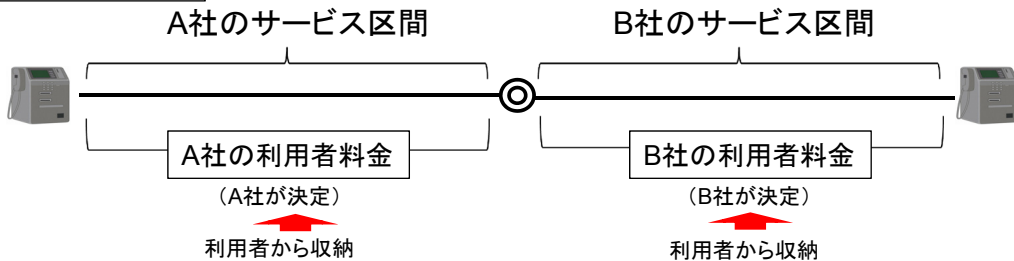 A社のサービス区間
B社のサービス区間
A社の利用者料金
B社の利用者料金
(A社が決定)
(B社が決定)
利用者から収納
利用者から収納